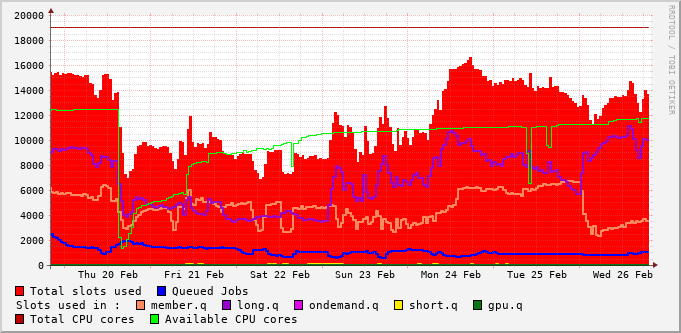 20000
18000
16000
14000
12000
10000
8000
6000
4000
2000
0
Thu 20 Feb Fri 21 Feb Sat 22 Feb Sun 23 Feb Mon 24 Feb Tue 25 Feb Wed 26 Feb
Total slots used Queued Jobs
Slots used in : member.q long.q ondemand.q short.q gpu.q
Total CPU cores Available CPU cores
RRDTOOL / TOBI OETIKER